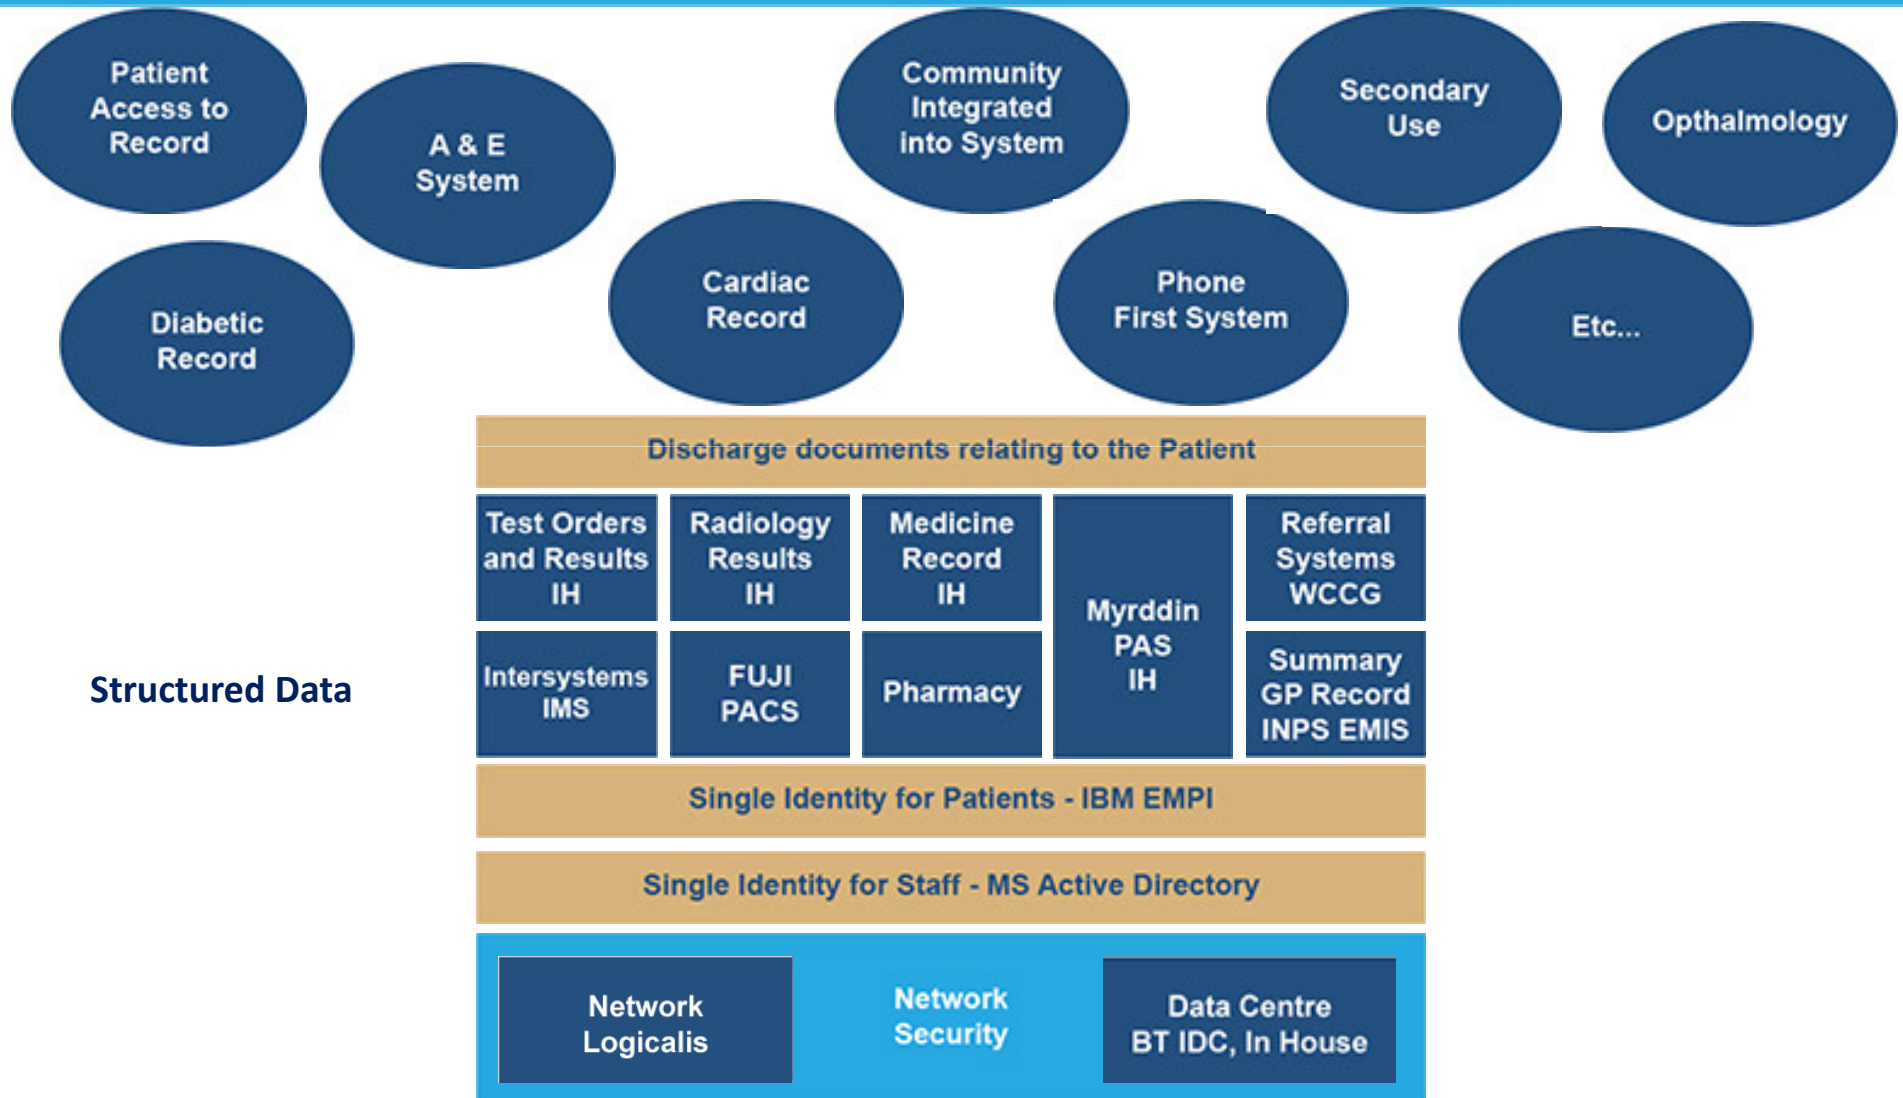 Patient
Access to
Record
A & E
System
Community
Integrated
into System
Secondary
Use
Opthalmology
Diabetic
Record
Cardiac
Record
Phone
First System
Etc...
Discharge documents relating to the Patient
Test Orders
and Results
IH
Radiology
Results
IH
Medicine
Record
IH
Myrddin
PAS
IH
Referral
Systems
WCCG
Structured Data
Intersystems
IMS
FUJI
PACS
Pharmacy
Summary
GP Record
INPS EMIS
Single Identity for Patients - IBM EMPI
Single Identity for Staff - MS Active Directory
Network
Logicalis
Network
Security
Data Centre
BT IDC, In House